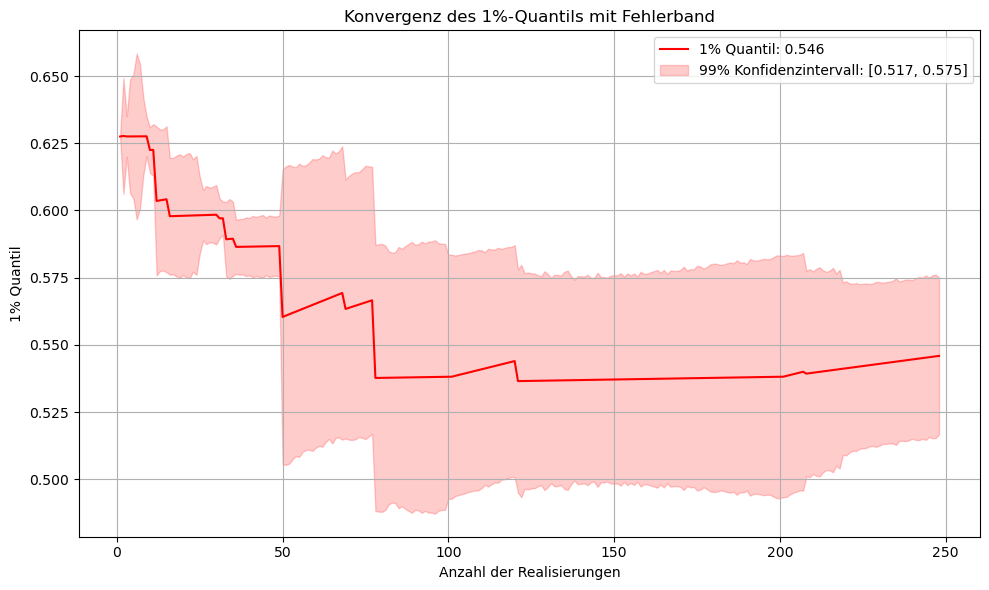 Konvergenz des 1%-Quantils mit Fehlerband
1% Quantil: 0.546
99% Konfidenzintervall: [0.517, 0.575]
1% Quantil
0.650
0.625
0.600
0.575
0.550
0.525
0.500
0 50 100 150 200 250
Anzahl der Realisierungen